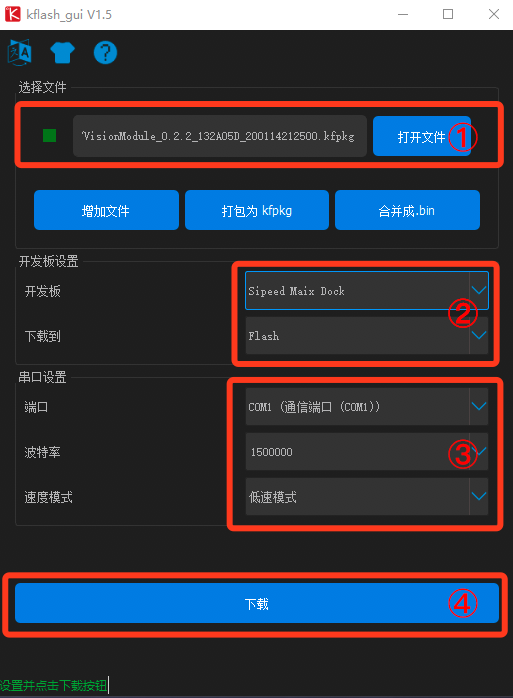 kflash_gui V1.5
选择文件
VisionModule_0.2.2_132A05D_200114212500.kfpkg
打开文件 ①
增加文件 打包为 kfpkg 合并成.bin
开发板设置
开发板 Sipeed Maix Dock
②
下载到 Flash
串口设置
端口 COM1 (通信端口 (COM1))
波特率 1500000 ③
速度模式 低速模式
下载 ④
设置并点击下载按钮